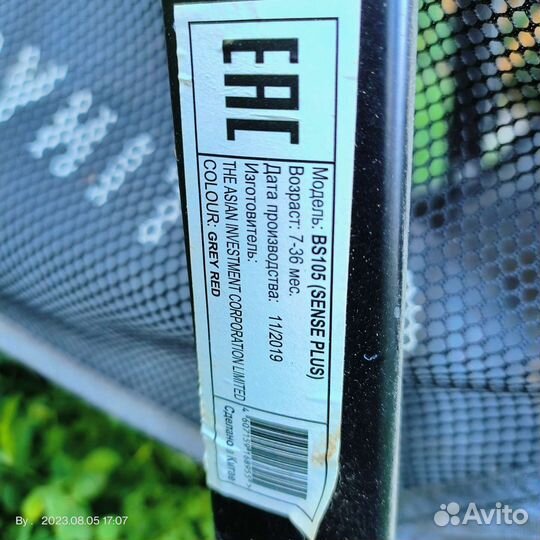 EAC
Модель: BS105 (SENSE PLUS)
Возраст: 7-36 мес.
Дата производства: 11/2019
Изготовитель:
THE ASIAN INVESTMENT CORPORATION LIMITED
COLOUR: GREY RED
Сделано в Китае
By . 2023.08.05 17:07
Avito